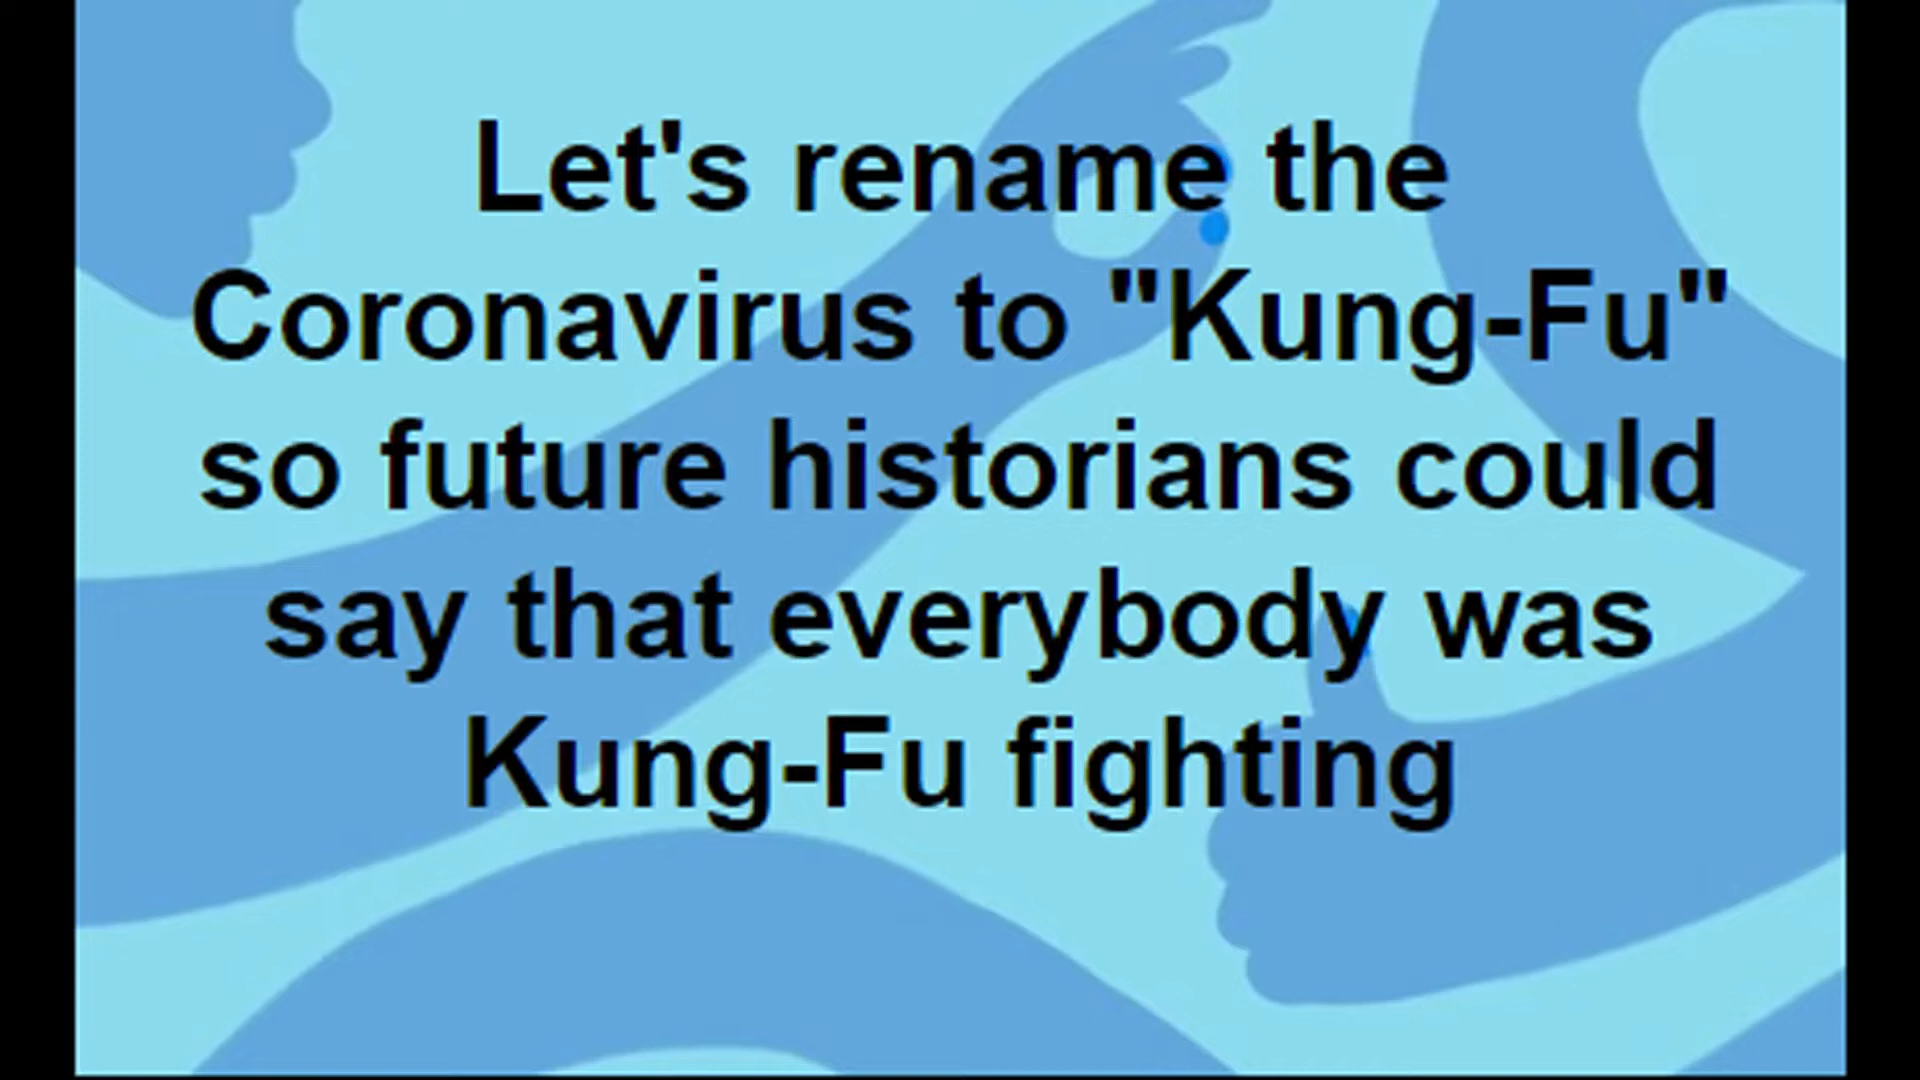 Let's rename the
Coronavirus to "Kung-Fu"
so future historians could
say that everybody was
Kung-Fu fighting